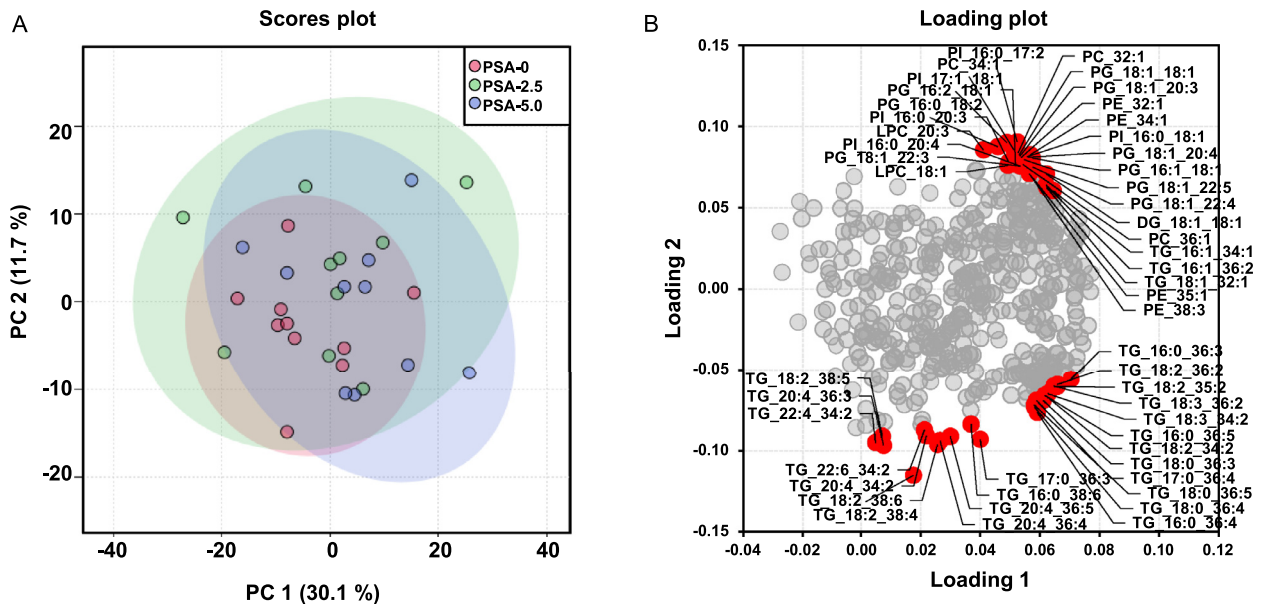 A
Scores plot
PSA-0
PSA-2.5
PSA-5.0
PC 2 (11.7 %)
20
10
0
-10
-20
-40
-20
0
20
40
PC 1 (30.1 %)
B
Loading plot
Loading 2
0.15
0.10
0.05
0.00
-0.05
-0.10
-0.15
-0.04
-0.02
0.00
0.02
0.04
0.06
0.08
0.10
0.12
Loading 1
PI_16:0_17:2
PC_34:1
PI_17:1_18:1
PG_16:2_18:1
PG_16:0_18:2
PI_16:0_20:3
LPC_20:3
PI_16:0_20:4
PG_18:1_22:3
LPC_18:1
PC_32:1
PG_18:1_18:1
PG_18:1_20:3
PE_32:1
PE_34:1
PI_16:0_18:1
PG_18:1_20:4
PG_16:1_18:1
PG_18:1_22:5
PG_18:1_22:4
DG_18:1_18:1
PC_36:1
TG_16:1_34:1
TG_16:1_36:2
TG_18:1_32:1
PE_35:1
PE_38:3
TG_16:0_36:3
TG_18:2_36:2
TG_18:2_35:2
TG_18:3_36:2
TG_18:3_34:2
TG_16:0_36:5
TG_18:2_34:2
TG_18:0_36:3
TG_17:0_36:4
TG_18:0_36:5
TG_18:0_36:4
TG_16:0_36:4
TG_18:2_38:5
TG_20:4_36:3
TG_22:4_34:2
TG_22:6_34:2
TG_20:4_34:2
TG_18:2_38:6
TG_18:2_38:4
TG_17:0_36:3
TG_16:0_38:6
TG_20:4_36:5
TG_20:4_36:4